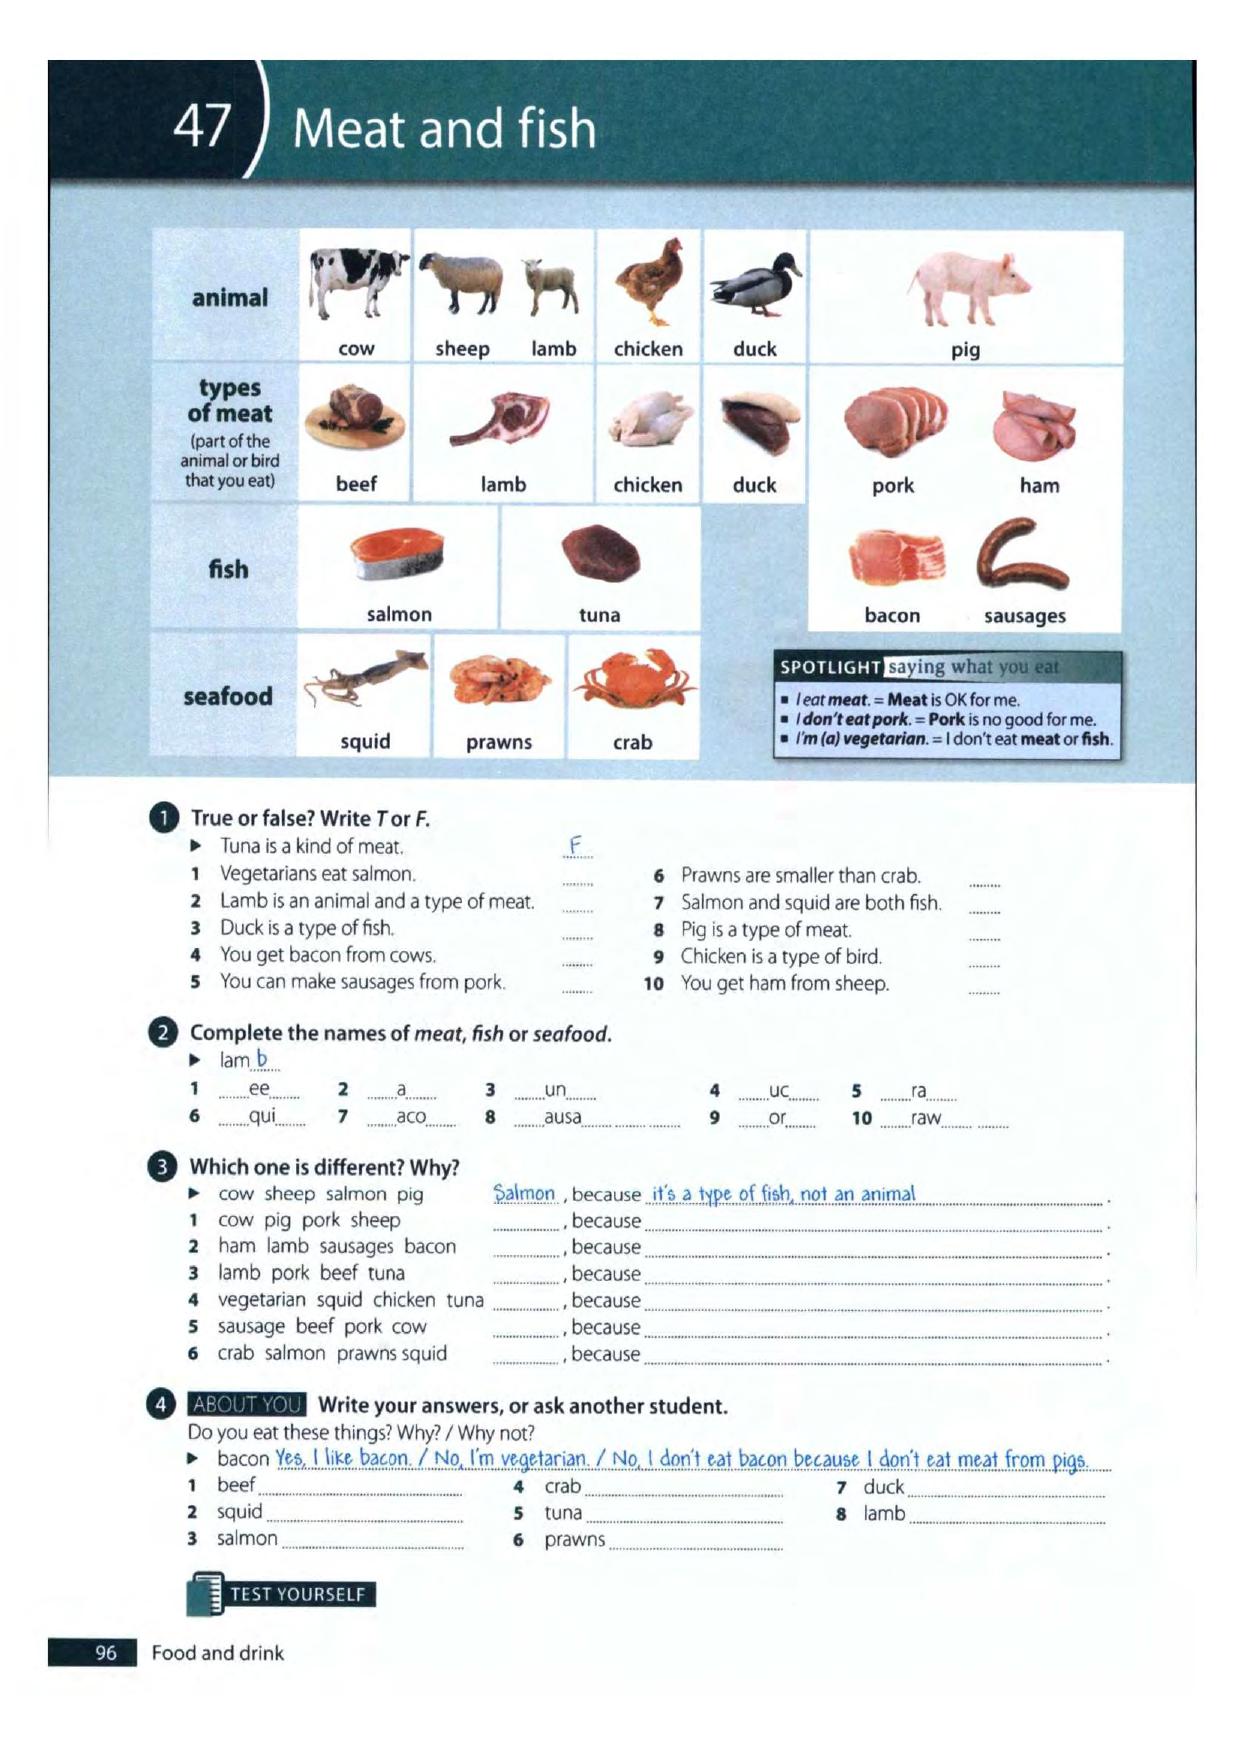 47 Meat and fish
animal
cow sheep lamb chicken duck pig
types
of meat
(part of the
animal or bird
that you eat)
beef lamb chicken duck pork ham
fish
salmon tuna bacon sausages
seafood
squid prawns crab
SPOTLIGHT saying what you eat
▪ I eat meat. = Meat is OK for me.
▪ I don't eat pork. = Pork is no good for me.
▪ I'm (a) vegetarian. = I don't eat meat or fish.
1 True or false? Write T or F.
► Tuna is a kind of meat. F
1 Vegetarians eat salmon. ........
2 Lamb is an animal and a type of meat. ........
3 Duck is a type of fish. ........
4 You get bacon from cows. ........
5 You can make sausages from pork. ........
6 Prawns are smaller than crab. ........
7 Salmon and squid are both fish. ........
8 Pig is a type of meat. ........
9 Chicken is a type of bird. ........
10 You get ham from sheep. ........
2 Complete the names of meat, fish or seafood.
► lam b
1 ........ee........ 2 ........a........ 3 ........un........ 4 ........uc........ 5 ........ra........
6 ........qui........ 7 ........aco........ 8 ........ausa........ ........ ........ 9 ........or........ 10 ........raw........ ........
3 Which one is different? Why?
► cow sheep salmon pig Salmon , because it's a type of fish, not an animal .
1 cow pig pork sheep ................ , because ................ .
2 ham lamb sausages bacon ................ , because ................ .
3 lamb pork beef tuna ................ , because ................ .
4 vegetarian squid chicken tuna ................ , because ................ .
5 sausage beef pork cow ................ , because ................ .
6 crab salmon prawns squid ................ , because ................ .
4 ABOUT YOU Write your answers, or ask another student.
Do you eat these things? Why? / Why not?
► bacon Yes, I like bacon. / No, I'm vegetarian. / No, I don't eat bacon because I don't eat meat from pigs.
1 beef ................ 4 crab ................ 7 duck ................
2 squid ................ 5 tuna ................ 8 lamb ................
3 salmon ................ 6 prawns ................
TEST YOURSELF
96 Food and drink